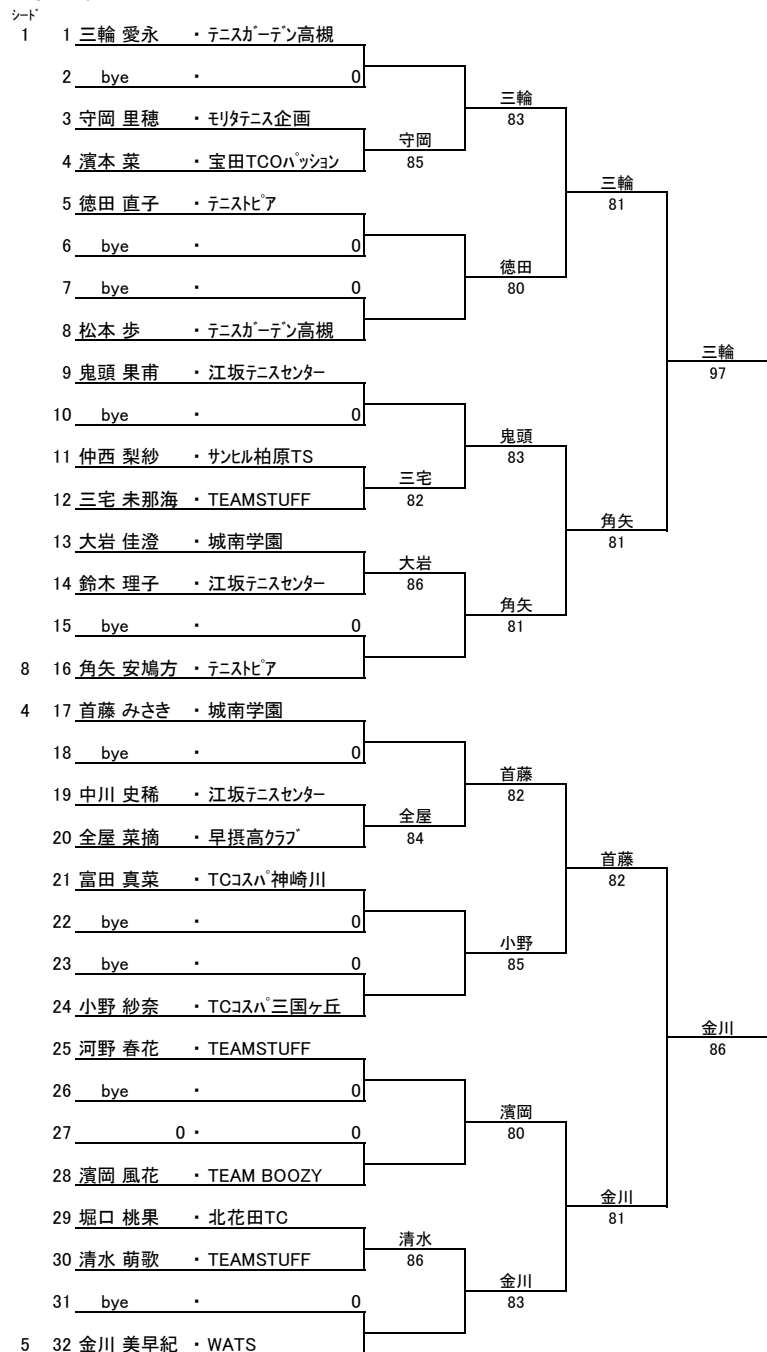 シード
1 1 三輪 愛永 ・ テニスガーデン高槻
2 bye ・ 0
三輪
83
3 守岡 里穂 ・ モリタテニス企画
守岡
85
4 濱本 菜 ・ 宝田TCOパッション
三輪
81
5 徳田 直子 ・ テニストピア
6 bye ・ 0
徳田
80
7 bye ・ 0
8 松本 歩 ・ テニスガーデン高槻
三輪
97
9 鬼頭 果甫 ・ 江坂テニスセンター
10 bye ・ 0
鬼頭
83
11 仲西 梨紗 ・ サンヒル柏原TS
三宅
82
12 三宅 未那海 ・ TEAMSTUFF
角矢
81
13 大岩 佳澄 ・ 城南学園
大岩
86
14 鈴木 理子 ・ 江坂テニスセンター
角矢
81
15 bye ・ 0
8 16 角矢 安鳩方 ・ テニストピア
4 17 首藤 みさき ・ 城南学園
18 bye ・ 0
首藤
82
19 中川 史稀 ・ 江坂テニスセンター
全屋
84
20 全屋 菜摘 ・ 早摂高クラブ
首藤
82
21 富田 真菜 ・ TCコスパ神崎川
22 bye ・ 0
小野
85
23 bye ・ 0
24 小野 紗奈 ・ TCコスパ三国ヶ丘
金川
86
25 河野 春花 ・ TEAMSTUFF
26 bye ・ 0
濱岡
80
27 0 ・ 0
28 濱岡 風花 ・ TEAM BOOZY
金川
81
29 堀口 桃果 ・ 北花田TC
清水
86
30 清水 萌歌 ・ TEAMSTUFF
金川
83
31 bye ・ 0
5 32 金川 美早紀 ・ WATS